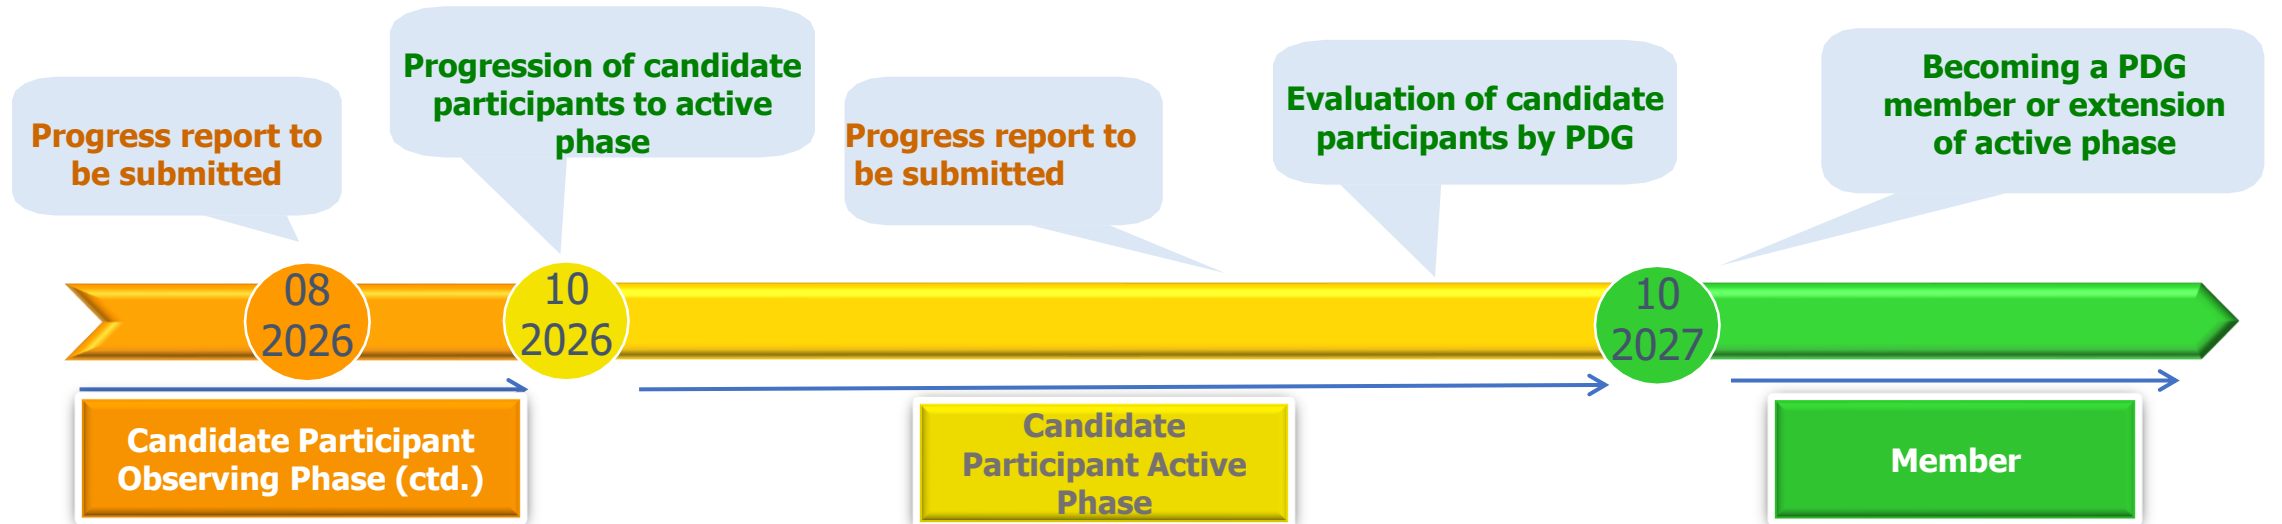 Progress report to
be submitted
Progression of candidate
participants to active
phase
Progress report to
be submitted
Evaluation of candidate
participants by PDG
Becoming a PDG
member or extension
of active phase
08
2026
10
2026
10
2027
Candidate Participant
Observing Phase (ctd.)
Candidate
Participant Active
Phase
Member